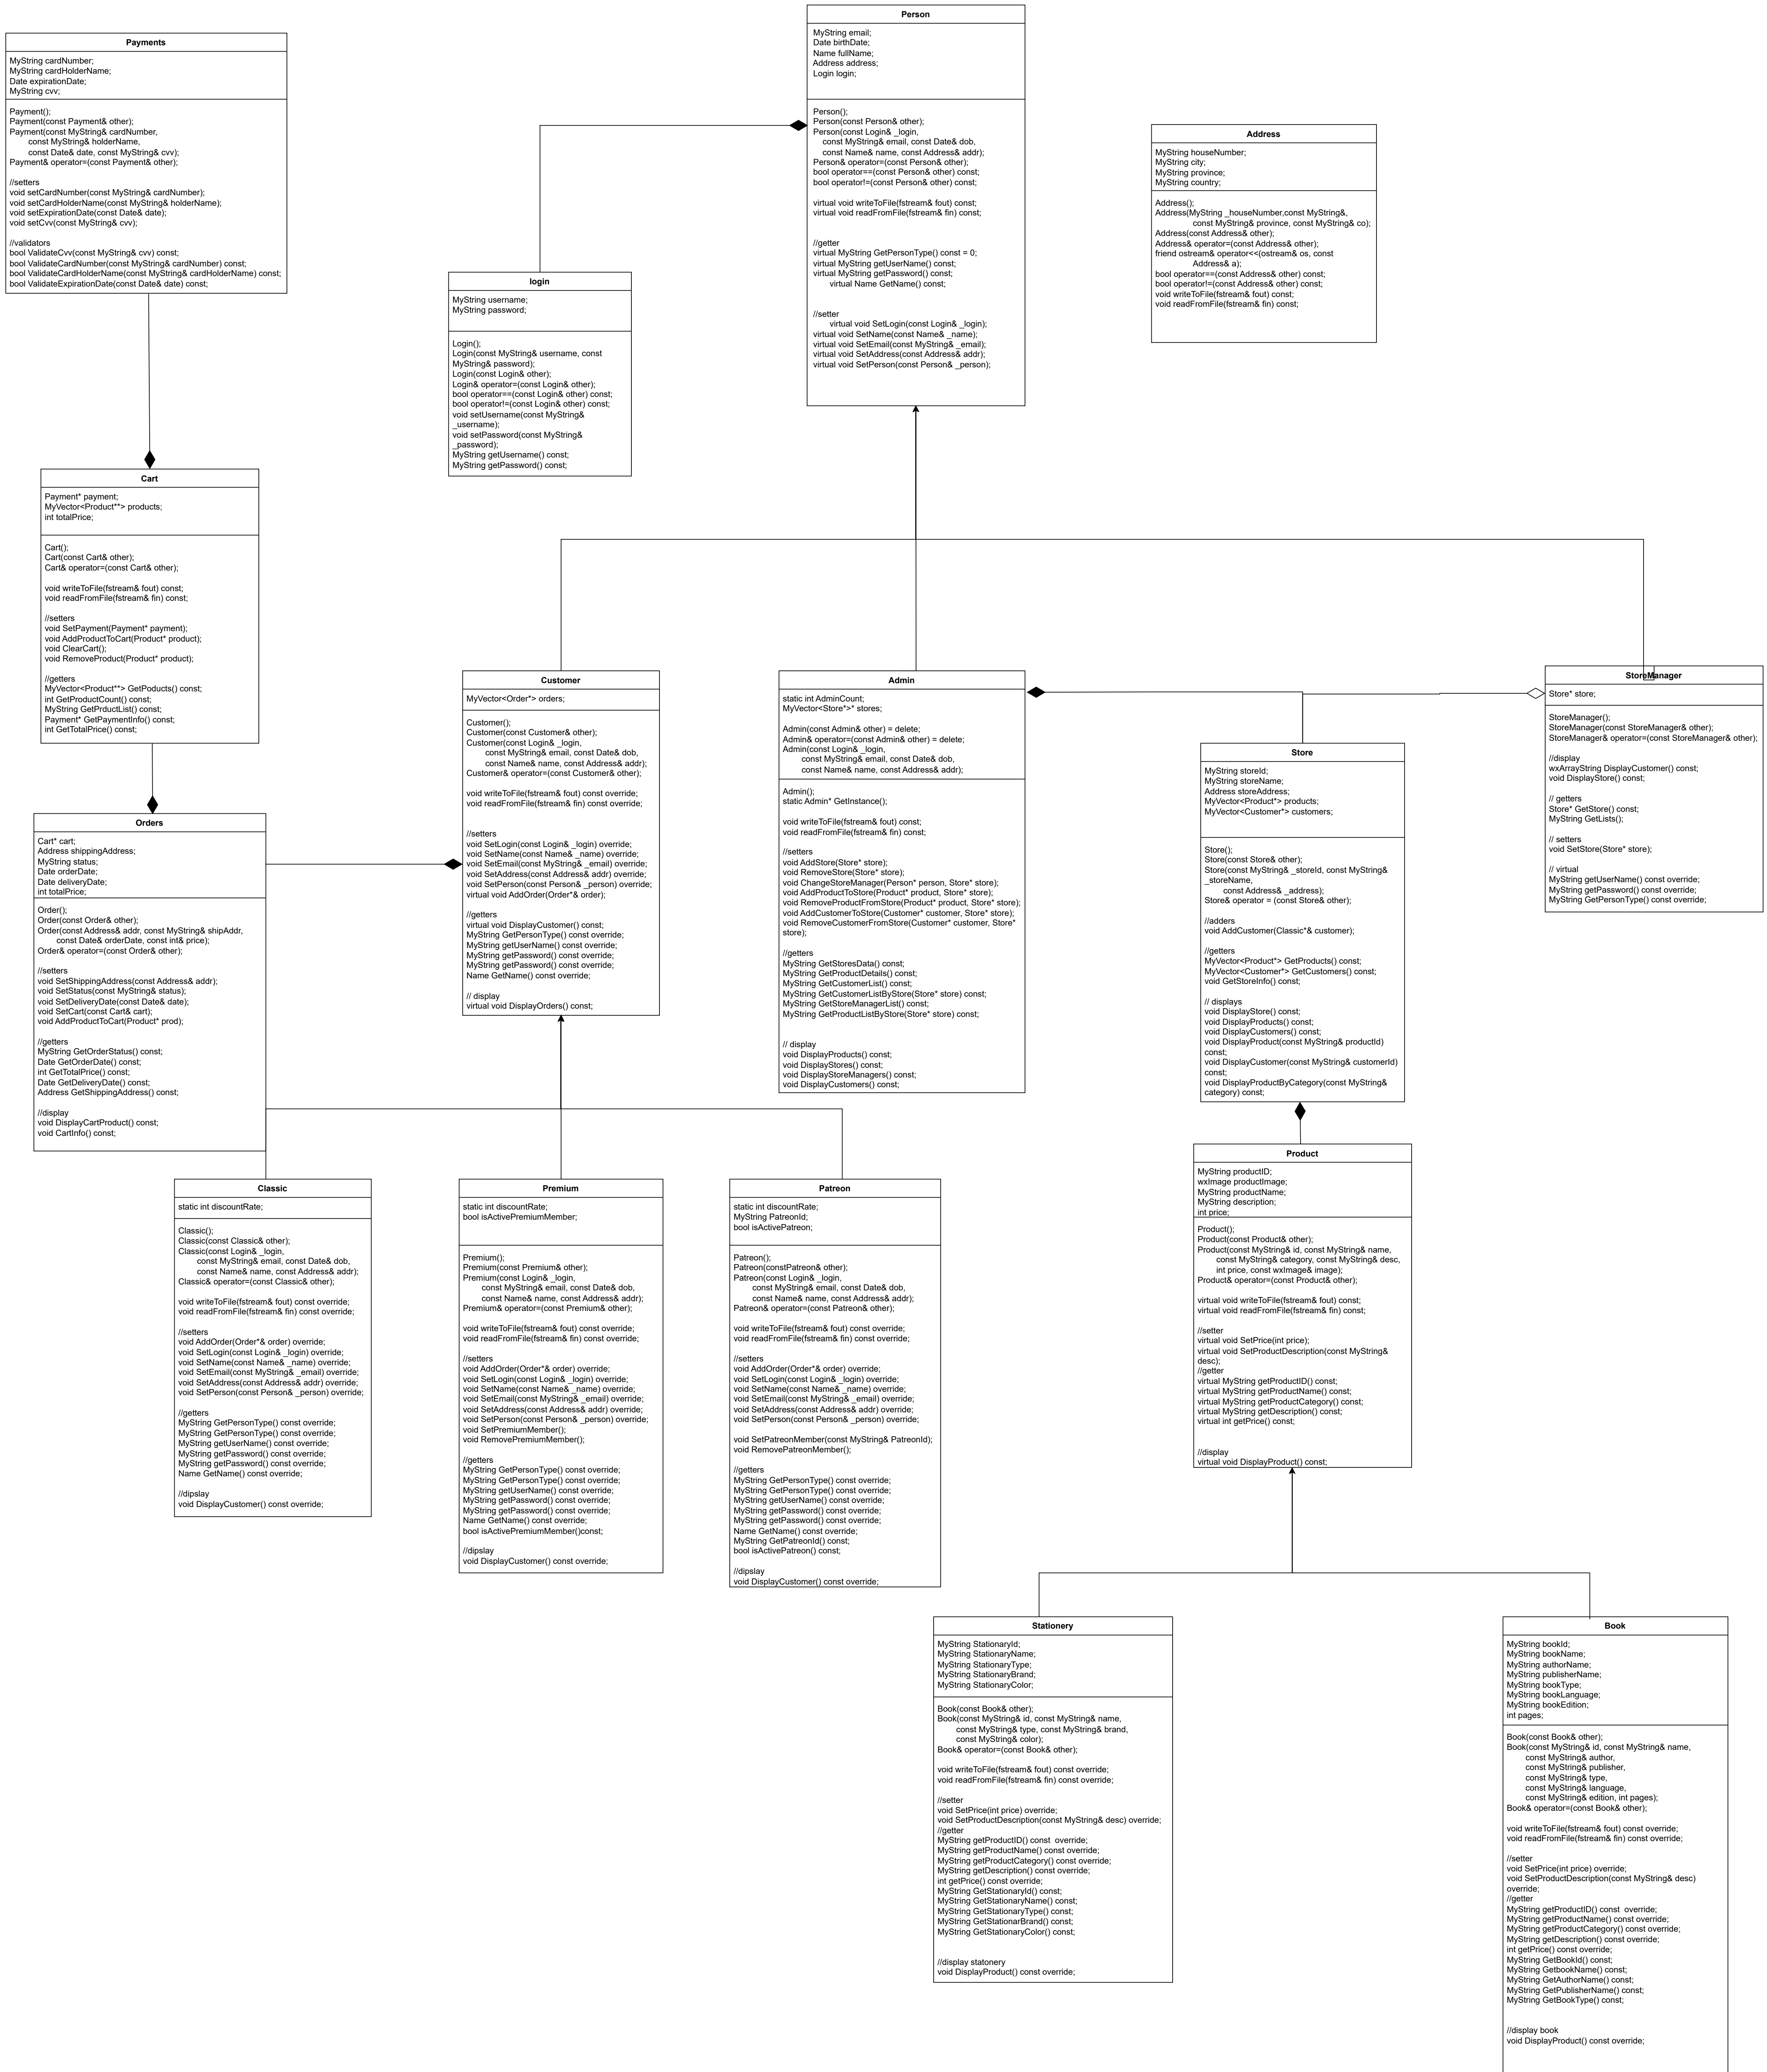 Person
MyString email;
Date birthDate;
Name fullName;
Address address;
Login login;
Person();
Person(const Person& other);
Person(const Login& _login,
const MyString& email, const Date& dob,
const Name& name, const Address& addr);
Person& operator=(const Person& other);
bool operator==(const Person& other) const;
bool operator!=(const Person& other) const;
virtual void writeToFile(fstream& fout) const;
virtual void readFromFile(fstream& fin) const;
//getter
virtual MyString GetPersonType() const = 0;
virtual MyString getUserName() const;
virtual MyString getPassword() const;
virtual Name GetName() const;
//setter
virtual void SetLogin(const Login& _login);
virtual void SetName(const Name& _name);
virtual void SetEmail(const MyString& _email);
virtual void SetAddress(const Address& addr);
virtual void SetPerson(const Person& _person);
Payments
MyString cardNumber;
MyString cardHolderName;
Date expirationDate;
MyString cvv;
Payment();
Payment(const Payment& other);
Payment(const MyString& cardNumber,
const MyString& holderName,
const Date& date, const MyString& cvv);
Payment& operator=(const Payment& other);
//setters
void setCardNumber(const MyString& cardNumber);
void setCardHolderName(const MyString& holderName);
void setExpirationDate(const Date& date);
void setCvv(const MyString& cvv);
//validators
bool ValidateCvv(const MyString& cvv) const;
bool ValidateCardNumber(const MyString& cardNumber) const;
bool ValidateCardHolderName(const MyString& cardHolderName) const;
bool ValidateExpirationDate(const Date& date) const;
Address
MyString houseNumber;
MyString city;
MyString province;
MyString country;
Address();
Address(MyString _houseNumber,const MyString&,
const MyString& province, const MyString& co);
Address(const Address& other);
Address& operator=(const Address& other);
friend ostream& operator<<(ostream& os, const
Address& a);
bool operator==(const Address& other) const;
bool operator!=(const Address& other) const;
void writeToFile(fstream& fout) const;
void readFromFile(fstream& fin) const;
login
MyString username;
MyString password;
Login();
Login(const MyString& username, const
MyString& password);
Login(const Login& other);
Login& operator=(const Login& other);
bool operator==(const Login& other) const;
bool operator!=(const Login& other) const;
void setUsername(const MyString&
_username);
void setPassword(const MyString&
_password);
MyString getUsername() const;
MyString getPassword() const;
Cart
Payment* payment;
MyVector<Product**> products;
int totalPrice;
Cart();
Cart(const Cart& other);
Cart& operator=(const Cart& other);
void writeToFile(fstream& fout) const;
void readFromFile(fstream& fin) const;
//setters
void SetPayment(Payment* payment);
void AddProductToCart(Product* product);
void ClearCart();
void RemoveProduct(Product* product);
//getters
MyVector<Product**> GetPoducts() const;
int GetProductCount() const;
MyString GetPrductList() const;
Payment* GetPaymentInfo() const;
int GetTotalPrice() const;
Customer
MyVector<Order*> orders;
Customer();
Customer(const Customer& other);
Customer(const Login& _login,
const MyString& email, const Date& dob,
const Name& name, const Address& addr);
Customer& operator=(const Customer& other);
void writeToFile(fstream& fout) const override;
void readFromFile(fstream& fin) const override;
//setters
void SetLogin(const Login& _login) override;
void SetName(const Name& _name) override;
void SetEmail(const MyString& _email) override;
void SetAddress(const Address& addr) override;
void SetPerson(const Person& _person) override;
virtual void AddOrder(Order*& order);
//getters
virtual void DisplayCustomer() const;
MyString GetPersonType() const override;
MyString getUserName() const override;
MyString getPassword() const override;
MyString getPassword() const override;
Name GetName() const override;
// display
virtual void DisplayOrders() const;
Admin
static int AdminCount;
MyVector<Store*>* stores;
Admin(const Admin& other) = delete;
Admin& operator=(const Admin& other) = delete;
Admin(const Login& _login,
const MyString& email, const Date& dob,
const Name& name, const Address& addr);
Admin();
static Admin* GetInstance();
void writeToFile(fstream& fout) const;
void readFromFile(fstream& fin) const;
//setters
void AddStore(Store* store);
void RemoveStore(Store* store);
void ChangeStoreManager(Person* person, Store* store);
void AddProductToStore(Product* product, Store* store);
void RemoveProductFromStore(Product* product, Store* store);
void AddCustomerToStore(Customer* customer, Store* store);
void RemoveCustomerFromStore(Customer* customer, Store*
store);
//getters
MyString GetStoresData() const;
MyString GetProductDetails() const;
MyString GetCustomerList() const;
MyString GetCustomerListByStore(Store* store) const;
MyString GetStoreManagerList() const;
MyString GetProductListByStore(Store* store) const;
// display
void DisplayProducts() const;
void DisplayStores() const;
void DisplayStoreManagers() const;
void DisplayCustomers() const;
StoreManager
Store* store;
StoreManager();
StoreManager(const StoreManager& other);
StoreManager& operator=(const StoreManager& other);
//display
wxArrayString DisplayCustomer() const;
void DisplayStore() const;
// getters
Store* GetStore() const;
MyString GetLists();
// setters
void SetStore(Store* store);
// virtual
MyString getUserName() const override;
MyString getPassword() const override;
MyString GetPersonType() const override;
Store
MyString storeId;
MyString storeName;
Address storeAddress;
MyVector<Product*> products;
MyVector<Customer*> customers;
Store();
Store(const Store& other);
Store(const MyString& _storeId, const MyString&
_storeName,
const Address& _address);
Store& operator = (const Store& other);
//adders
void AddCustomer(Classic*& customer);
//getters
MyVector<Product*> GetProducts() const;
MyVector<Customer*> GetCustomers() const;
void GetStoreInfo() const;
// displays
void DisplayStore() const;
void DisplayProducts() const;
void DisplayCustomers() const;
void DisplayProduct(const MyString& productId)
const;
void DisplayCustomer(const MyString& customerId)
const;
void DisplayProductByCategory(const MyString&
category) const;
Orders
Cart* cart;
Address shippingAddress;
MyString status;
Date orderDate;
Date deliveryDate;
int totalPrice;
Order();
Order(const Order& other);
Order(const Address& addr, const MyString& shipAddr,
const Date& orderDate, const int& price);
Order& operator=(const Order& other);
//setters
void SetShippingAddress(const Address& addr);
void SetStatus(const MyString& status);
void SetDeliveryDate(const Date& date);
void SetCart(const Cart& cart);
void AddProductToCart(Product* prod);
//getters
MyString GetOrderStatus() const;
Date GetOrderDate() const;
int GetTotalPrice() const;
Date GetDeliveryDate() const;
Address GetShippingAddress() const;
//display
void DisplayCartProduct() const;
void CartInfo() const;
Classic
static int discountRate;
Classic();
Classic(const Classic& other);
Classic(const Login& _login,
const MyString& email, const Date& dob,
const Name& name, const Address& addr);
Classic& operator=(const Classic& other);
void writeToFile(fstream& fout) const override;
void readFromFile(fstream& fin) const override;
//setters
void AddOrder(Order*& order) override;
void SetLogin(const Login& _login) override;
void SetName(const Name& _name) override;
void SetEmail(const MyString& _email) override;
void SetAddress(const Address& addr) override;
void SetPerson(const Person& _person) override;
//getters
MyString GetPersonType() const override;
MyString GetPersonType() const override;
MyString getUserName() const override;
MyString getPassword() const override;
MyString getPassword() const override;
Name GetName() const override;
//dipslay
void DisplayCustomer() const override;
Premium
static int discountRate;
bool isActivePremiumMember;
Premium();
Premium(const Premium& other);
Premium(const Login& _login,
const MyString& email, const Date& dob,
const Name& name, const Address& addr);
Premium& operator=(const Premium& other);
void writeToFile(fstream& fout) const override;
void readFromFile(fstream& fin) const override;
//setters
void AddOrder(Order*& order) override;
void SetLogin(const Login& _login) override;
void SetName(const Name& _name) override;
void SetEmail(const MyString& _email) override;
void SetAddress(const Address& addr) override;
void SetPerson(const Person& _person) override;
void SetPremiumMember();
void RemovePremiumMember();
//getters
MyString GetPersonType() const override;
MyString GetPersonType() const override;
MyString getUserName() const override;
MyString getPassword() const override;
MyString getPassword() const override;
Name GetName() const override;
bool isActivePremiumMember()const;
//dipslay
void DisplayCustomer() const override;
Patreon
static int discountRate;
MyString PatreonId;
bool isActivePatreon;
Patreon();
Patreon(constPatreon& other);
Patreon(const Login& _login,
const MyString& email, const Date& dob,
const Name& name, const Address& addr);
Patreon& operator=(const Patreon& other);
void writeToFile(fstream& fout) const override;
void readFromFile(fstream& fin) const override;
//setters
void AddOrder(Order*& order) override;
void SetLogin(const Login& _login) override;
void SetName(const Name& _name) override;
void SetEmail(const MyString& _email) override;
void SetAddress(const Address& addr) override;
void SetPerson(const Person& _person) override;
void SetPatreonMember(const MyString& PatreonId);
void RemovePatreonMember();
//getters
MyString GetPersonType() const override;
MyString GetPersonType() const override;
MyString getUserName() const override;
MyString getPassword() const override;
MyString getPassword() const override;
Name GetName() const override;
MyString GetPatreonId() const;
bool isActivePatreon() const;
//dipslay
void DisplayCustomer() const override;
Product
MyString productID;
wxImage productImage;
MyString productName;
MyString description;
int price;
Product();
Product(const Product& other);
Product(const MyString& id, const MyString& name,
const MyString& category, const MyString& desc,
int price, const wxImage& image);
Product& operator=(const Product& other);
virtual void writeToFile(fstream& fout) const;
virtual void readFromFile(fstream& fin) const;
//setter
virtual void SetPrice(int price);
virtual void SetProductDescription(const MyString&
desc);
//getter
virtual MyString getProductID() const;
virtual MyString getProductName() const;
virtual MyString getProductCategory() const;
virtual MyString getDescription() const;
virtual int getPrice() const;
//display
virtual void DisplayProduct() const;
Stationery
MyString StationaryId;
MyString StationaryName;
MyString StationaryType;
MyString StationaryBrand;
MyString StationaryColor;
Book(const Book& other);
Book(const MyString& id, const MyString& name,
const MyString& type, const MyString& brand,
const MyString& color);
Book& operator=(const Book& other);
void writeToFile(fstream& fout) const override;
void readFromFile(fstream& fin) const override;
//setter
void SetPrice(int price) override;
void SetProductDescription(const MyString& desc) override;
//getter
MyString getProductID() const  override;
MyString getProductName() const override;
MyString getProductCategory() const override;
MyString getDescription() const override;
int getPrice() const override;
MyString GetStationaryId() const;
MyString GetStationaryName() const;
MyString GetStationaryType() const;
MyString GetStationarBrand() const;
MyString GetStationaryColor() const;
//display statonery
void DisplayProduct() const override;
Book
MyString bookId;
MyString bookName;
MyString authorName;
MyString publisherName;
MyString bookType;
MyString bookLanguage;
MyString bookEdition;
int pages;
Book(const Book& other);
Book(const MyString& id, const MyString& name,
const MyString& author,
const MyString& publisher,
const MyString& type,
const MyString& language,
const MyString& edition, int pages);
Book& operator=(const Book& other);
void writeToFile(fstream& fout) const override;
void readFromFile(fstream& fin) const override;
//setter
void SetPrice(int price) override;
void SetProductDescription(const MyString& desc)
override;
//getter
MyString getProductID() const  override;
MyString getProductName() const override;
MyString getProductCategory() const override;
MyString getDescription() const override;
int getPrice() const override;
MyString GetBookId() const;
MyString GetbookName() const;
MyString GetAuthorName() const;
MyString GetPublisherName() const;
MyString GetBookType() const;
//display book
void DisplayProduct() const override;